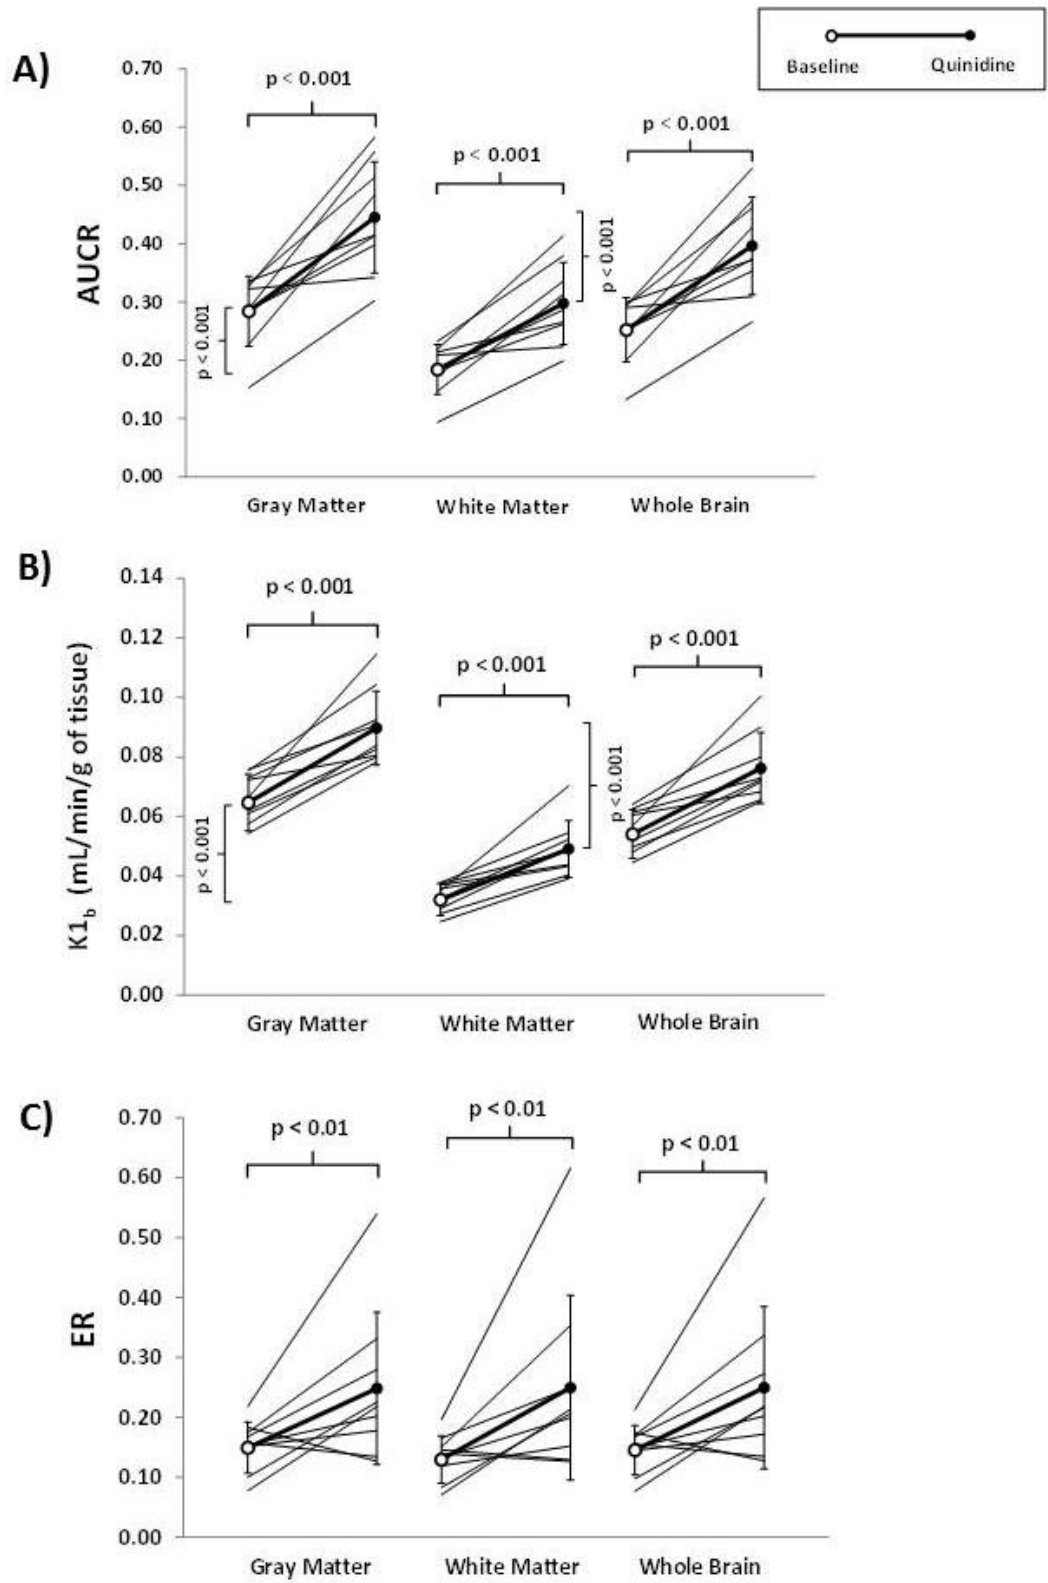 Baseline Quinidine
A)
AUCR
0.70
0.60
0.50
0.40
0.30
0.20
0.10
0.00
p < 0.001
p < 0.001
p < 0.001
p < 0.001
p < 0.001
Gray Matter White Matter Whole Brain
B)
K1b (mL/min/g of tissue)
0.14
0.12
0.10
0.08
0.06
0.04
0.02
0.00
p < 0.001
p < 0.001
p < 0.001
p < 0.001
p < 0.001
Gray Matter White Matter Whole Brain
C)
ER
0.70
0.60
0.50
0.40
0.30
0.20
0.10
0.00
p < 0.01
p < 0.01
p < 0.01
Gray Matter White Matter Whole Brain